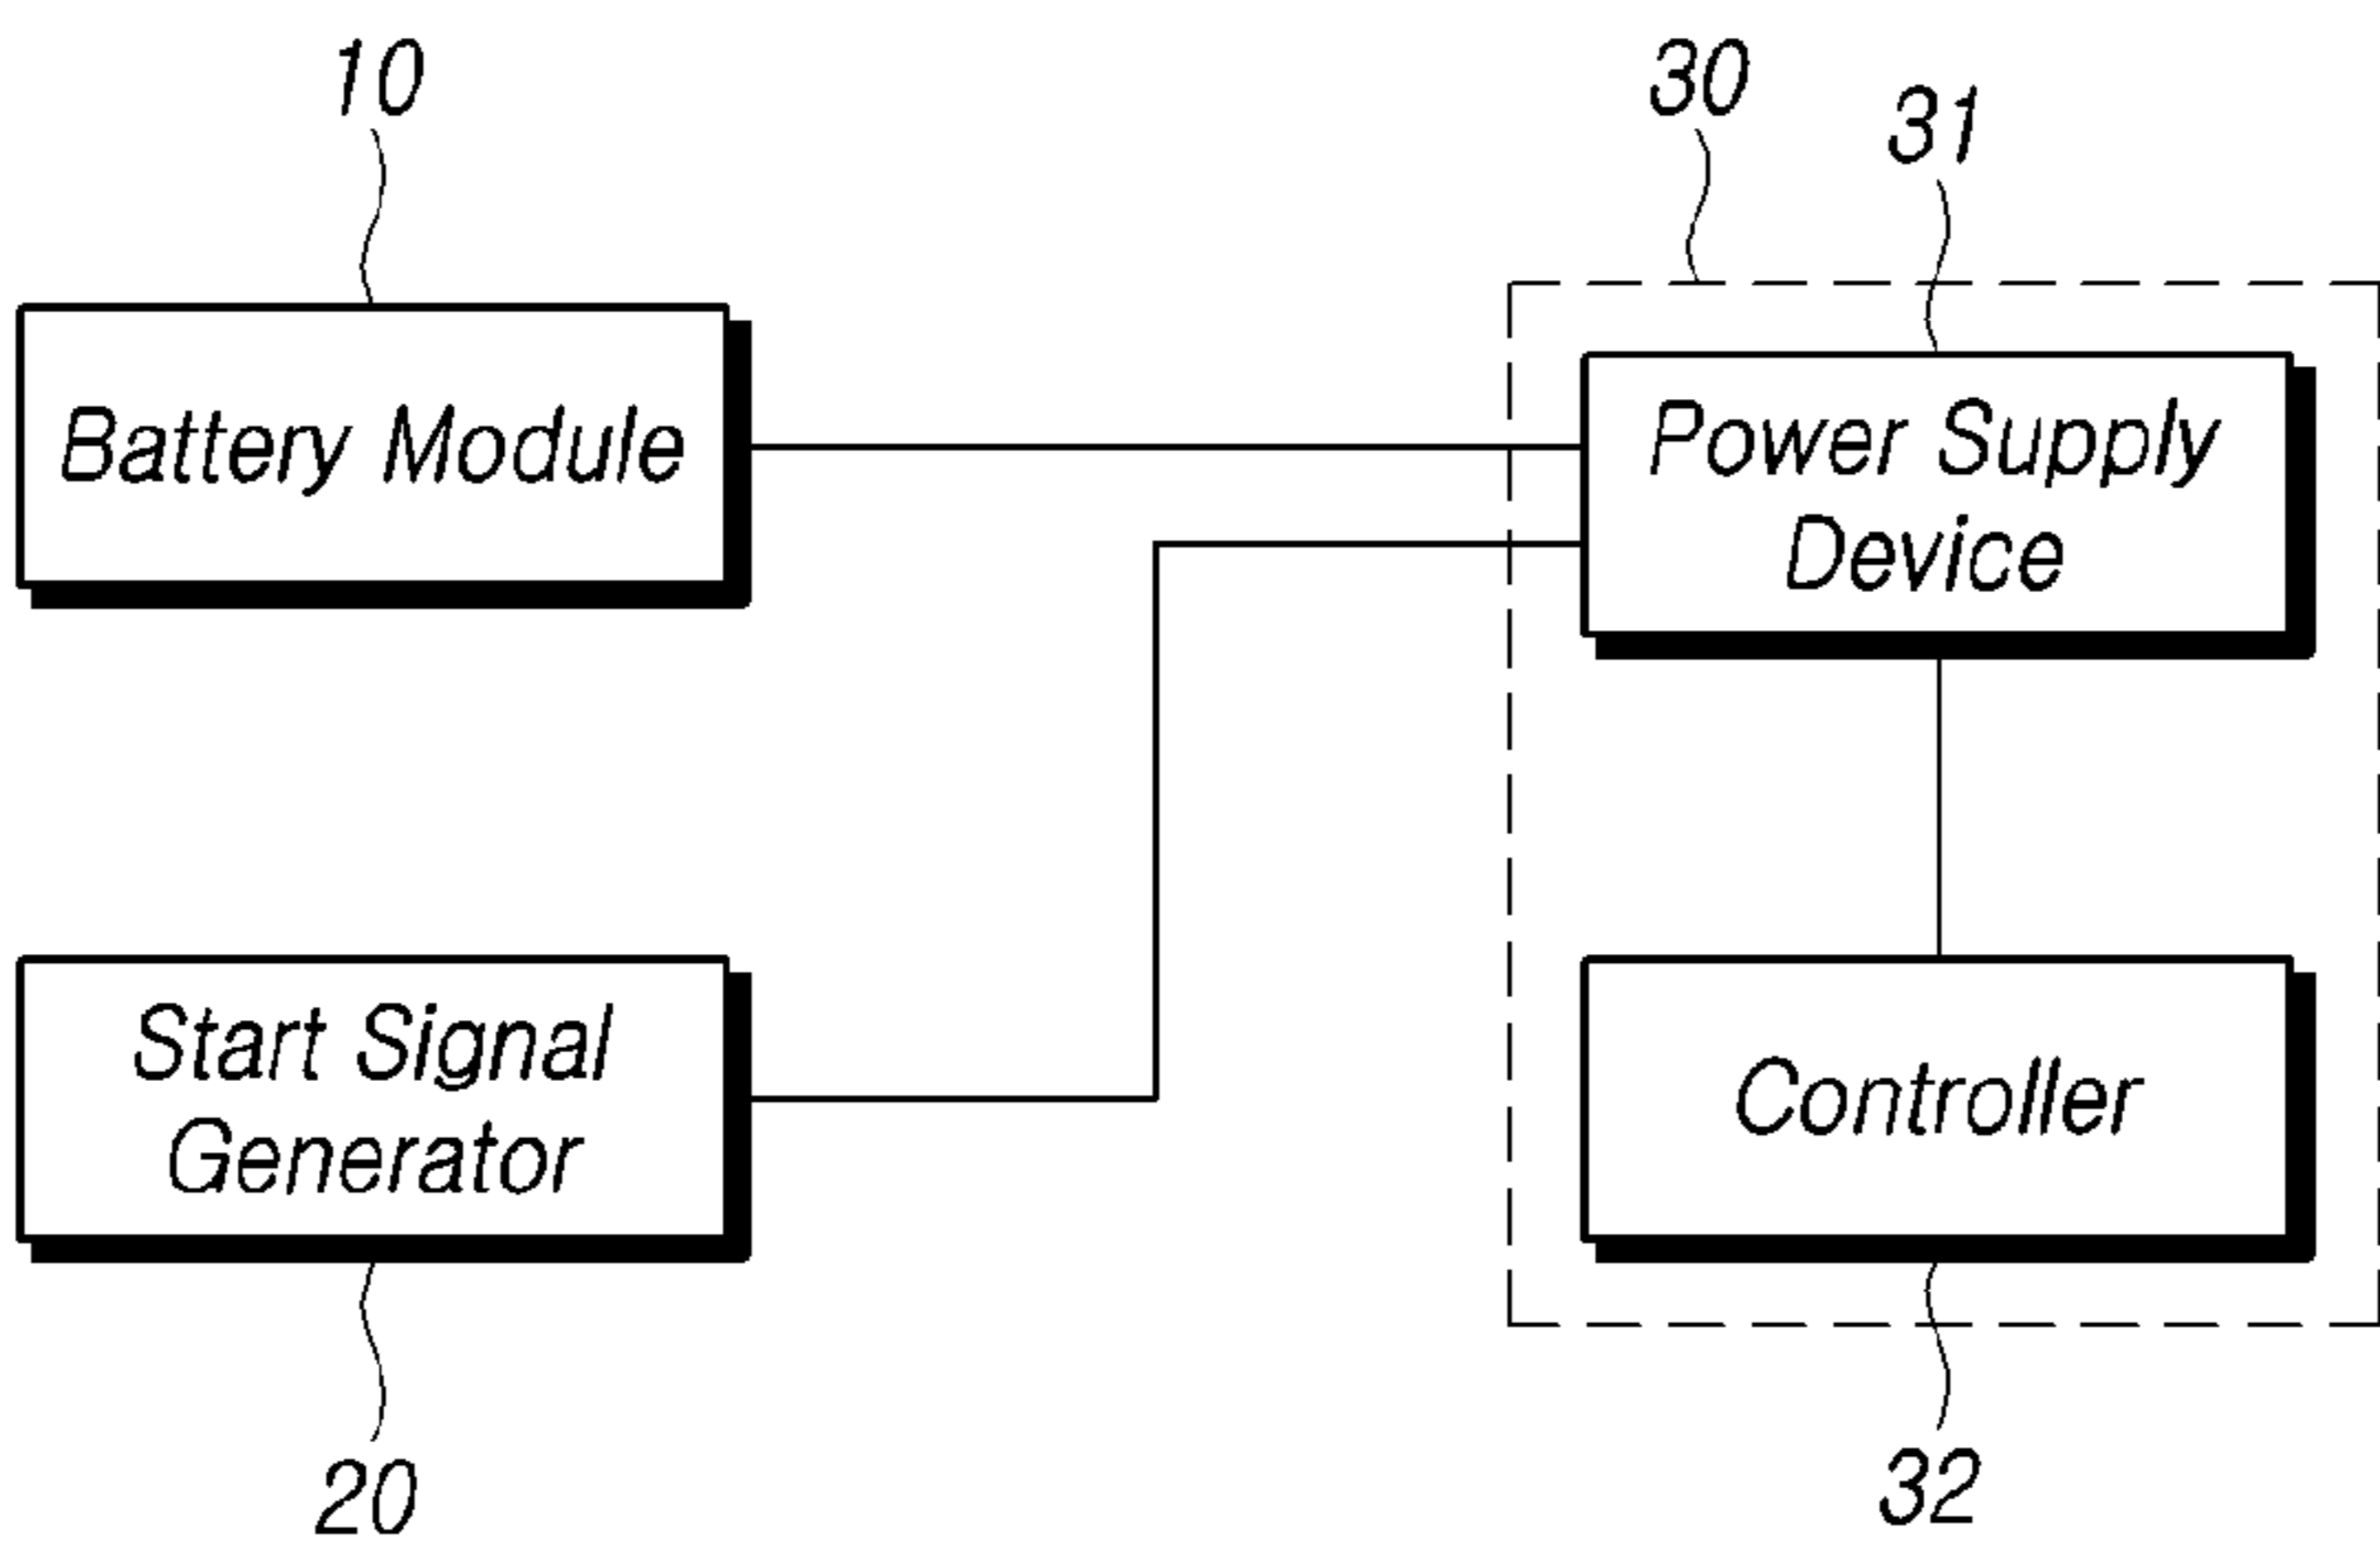 10
30
31
Battery Module
Power Supply
Device
Start Signal
Generator
Controller
20
32